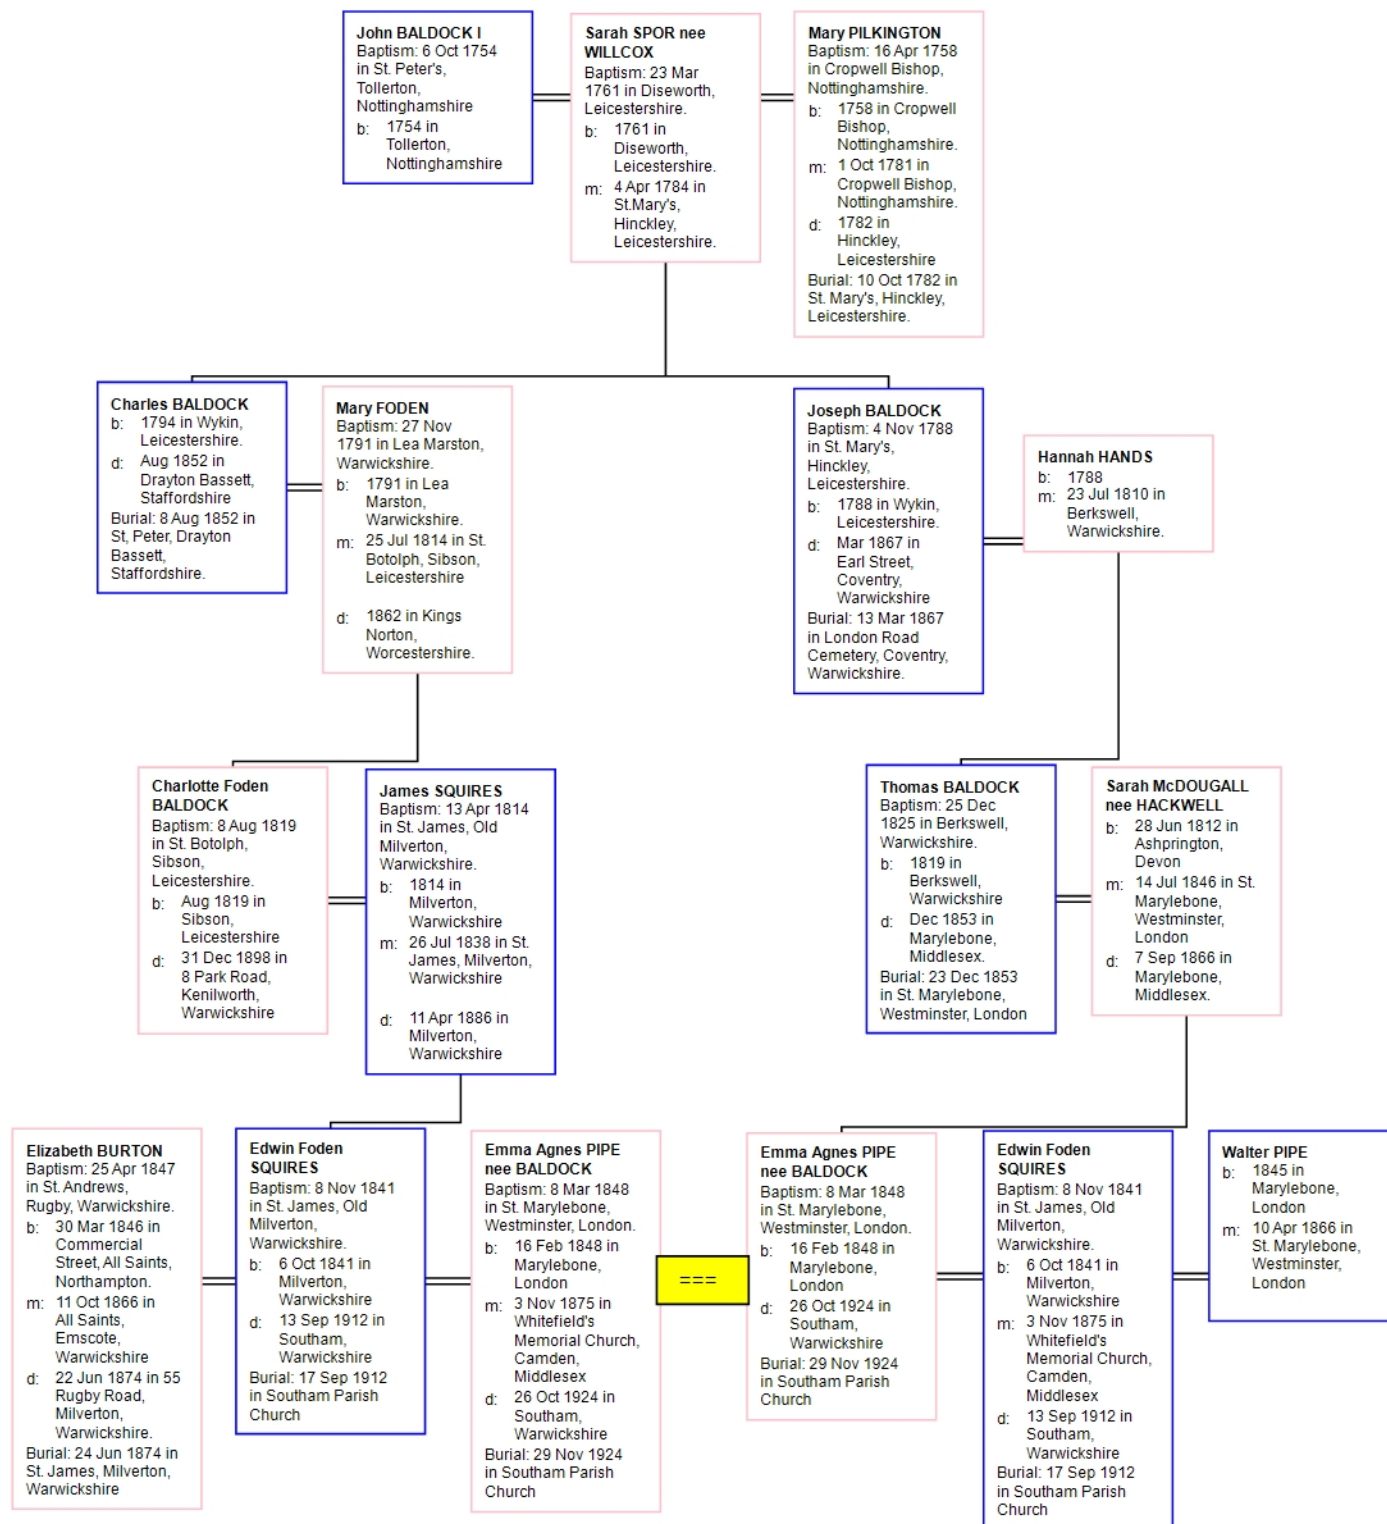 John BALDOCK I
Baptism: 6 Oct 1754
in St. Peter's,
Tollerton,
Nottinghamshire
b: 1754 in
Tollerton,
Nottinghamshire
Sarah SPOR nee
WILLCOX
Baptism: 23 Mar
1761 in Diseworth,
Leicestershire.
b: 1761 in
Diseworth,
Leicestershire.
m: 4 Apr 1784 in
St.Mary's,
Hinckley,
Leicestershire.
Mary PILKINGTON
Baptism: 16 Apr 1758
in Cropwell Bishop,
Nottinghamshire.
b: 1758 in Cropwell
Bishop,
Nottinghamshire.
m: 1 Oct 1781 in
Cropwell Bishop,
Nottinghamshire.
d: 1782 in
Hinckley,
Leicestershire
Burial: 10 Oct 1782 in
St. Mary's, Hinckley,
Leicestershire.
Charles BALDOCK
b: 1794 in Wykin,
Leicestershire.
d: Aug 1852 in
Drayton Bassett,
Staffordshire
Burial: 8 Aug 1852 in
St, Peter, Drayton
Bassett,
Staffordshire.
Mary FODEN
Baptism: 27 Nov
1791 in Lea Marston,
Warwickshire.
b: 1791 in Lea
Marston,
Warwickshire.
m: 25 Jul 1814 in St.
Botolph, Sibson,
Leicestershire
d: 1862 in Kings
Norton,
Worcestershire.
Joseph BALDOCK
Baptism: 4 Nov 1788
in St. Mary's,
Hinckley,
Leicestershire.
b: 1788 in Wykin,
Leicestershire.
d: Mar 1867 in
Earl Street,
Coventry,
Warwickshire
Burial: 13 Mar 1867
in London Road
Cemetery, Coventry,
Warwickshire.
Hannah HANDS
b: 1788
m: 23 Jul 1810 in
Berkswell,
Warwickshire.
Charlotte Foden
BALDOCK
Baptism: 8 Aug 1819
in St. Botolph,
Sibson,
Leicestershire.
b: Aug 1819 in
Sibson,
Leicestershire
d: 31 Dec 1898 in
8 Park Road,
Kenilworth,
Warwickshire
James SQUIRES
Baptism: 13 Apr 1814
in St. James, Old
Milverton,
Warwickshire.
b: 1814 in
Milverton,
Warwickshire
m: 26 Jul 1838 in St.
James, Milverton,
Warwickshire
d: 11 Apr 1886 in
Milverton,
Warwickshire
Thomas BALDOCK
Baptism: 25 Dec
1825 in Berkswell,
Warwickshire.
b: 1819 in
Berkswell,
Warwickshire
d: Dec 1853 in
Marylebone,
Middlesex.
Burial: 23 Dec 1853
in St. Marylebone,
Westminster, London
Sarah McDOUGALL
nee HACKWELL
b: 28 Jun 1812 in
Ashprington,
Devon
m: 14 Jul 1846 in St.
Marylebone,
Westminster,
London
d: 7 Sep 1866 in
Marylebone,
Middlesex.
Elizabeth BURTON
Baptism: 25 Apr 1847
in St. Andrews,
Rugby, Warwickshire.
b: 30 Mar 1846 in
Commercial
Street, All Saints,
Northampton.
m: 11 Oct 1866 in
All Saints,
Emscote,
Warwickshire
d: 22 Jun 1874 in 55
Rugby Road,
Milverton,
Warwickshire.
Burial: 24 Jun 1874 in
St. James, Milverton,
Warwickshire
Edwin Foden
SQUIRES
Baptism: 8 Nov 1841
in St. James, Old
Milverton,
Warwickshire.
b: 6 Oct 1841 in
Milverton,
Warwickshire
d: 13 Sep 1912 in
Southam,
Warwickshire
Burial: 17 Sep 1912
in Southam Parish
Church
Emma Agnes PIPE
nee BALDOCK
Baptism: 8 Mar 1848
in St. Marylebone,
Westminster, London.
b: 16 Feb 1848 in
Marylebone,
London
m: 3 Nov 1875 in
Whitefield's
Memorial Church,
Camden,
Middlesex
d: 26 Oct 1924 in
Southam,
Warwickshire
Burial: 29 Nov 1924
in Southam Parish
Church
===
Emma Agnes PIPE
nee BALDOCK
Baptism: 8 Mar 1848
in St. Marylebone,
Westminster, London.
b: 16 Feb 1848 in
Marylebone,
London
d: 26 Oct 1924 in
Southam,
Warwickshire
Burial: 29 Nov 1924
in Southam Parish
Church
Edwin Foden
SQUIRES
Baptism: 8 Nov 1841
in St. James, Old
Milverton,
Warwickshire.
b: 6 Oct 1841 in
Milverton,
Warwickshire
m: 3 Nov 1875 in
Whitefield's
Memorial Church,
Camden,
Middlesex
d: 13 Sep 1912 in
Southam,
Warwickshire
Burial: 17 Sep 1912
in Southam Parish
Church
Walter PIPE
b: 1845 in
Marylebone,
London
m: 10 Apr 1866 in
St. Marylebone,
Westminster,
London